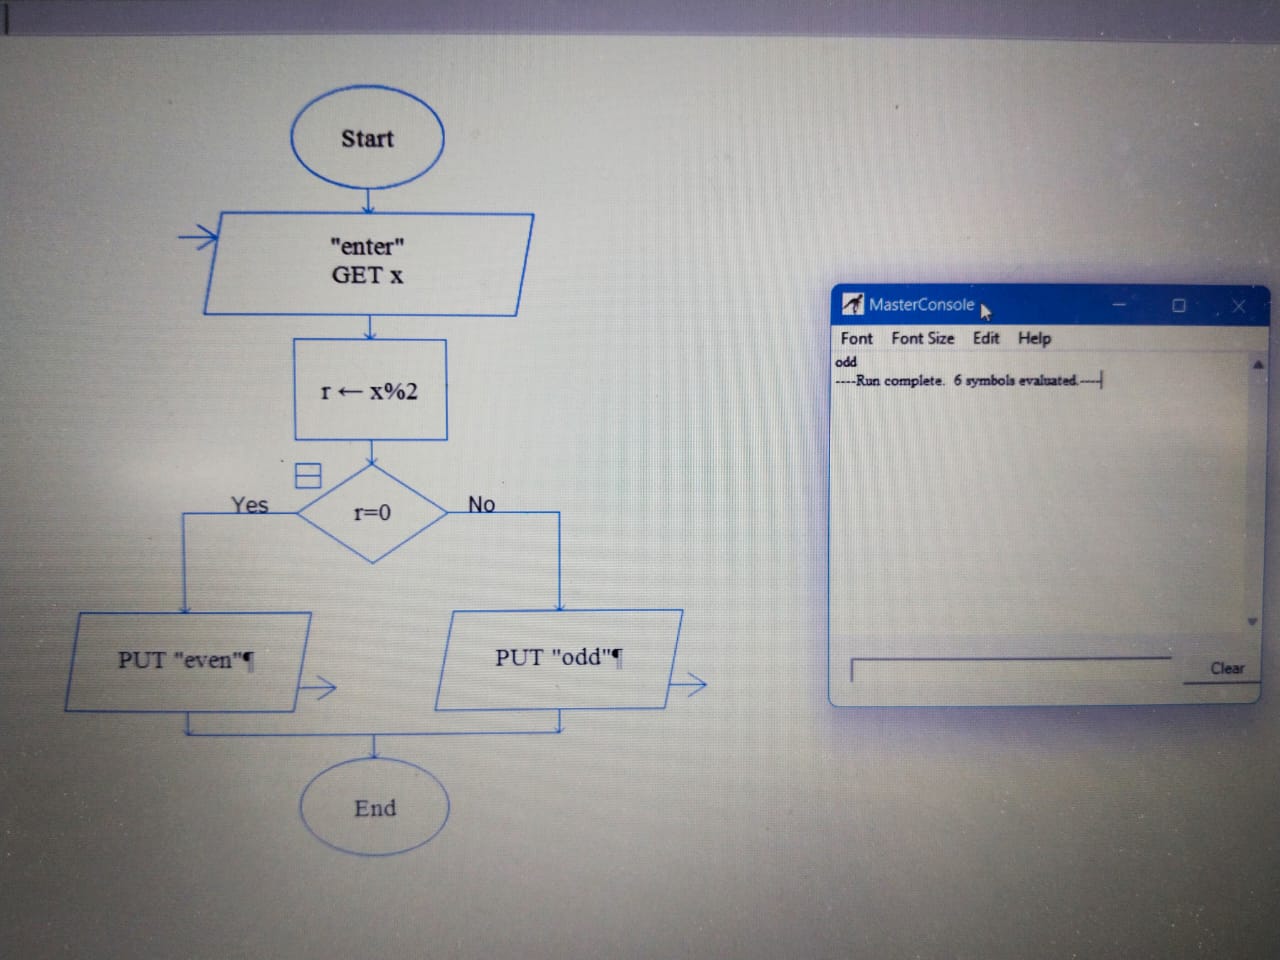 Start
"enter"
GET x
r ← x%2
r=0
Yes
No
PUT "even"¶
PUT "odd"¶
End
MasterConsole
Font Font Size Edit Help
odd
----Run complete.  6 symbols evaluated.----
Clear